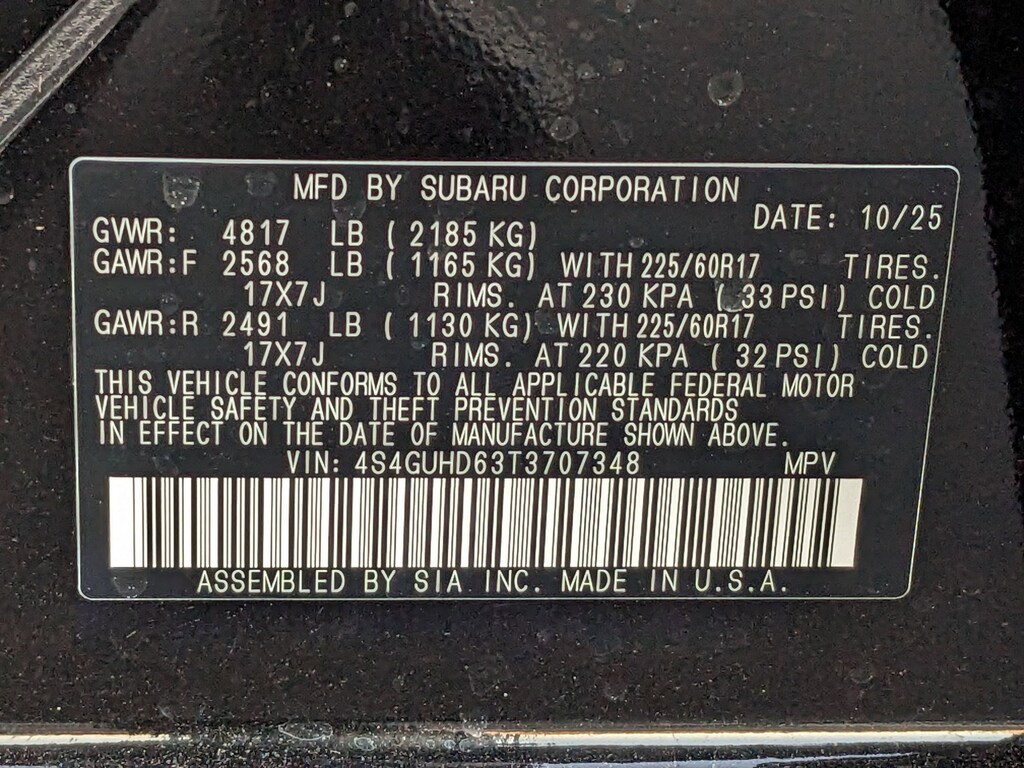 MFD BY SUBARU CORPORATION
DATE: 10/25
GVWR: 4817 LB ( 2185 KG)
GAWR:F 2568 LB ( 1165 KG) WITH 225/60R17 TIRES.
17X7J RIMS. AT 230 KPA ( 33 PSI) COLD
GAWR:R 2491 LB ( 1130 KG) WITH 225/60R17 TIRES.
17X7J RIMS. AT 220 KPA ( 32 PSI) COLD
THIS VEHICLE CONFORMS TO ALL APPLICABLE FEDERAL MOTOR
VEHICLE SAFETY AND THEFT PREVENTION STANDARDS
IN EFFECT ON THE DATE OF MANUFACTURE SHOWN ABOVE.
VIN: 4S4GUHD63T3707348 MPV
ASSEMBLED BY SIA INC. MADE IN U.S.A.